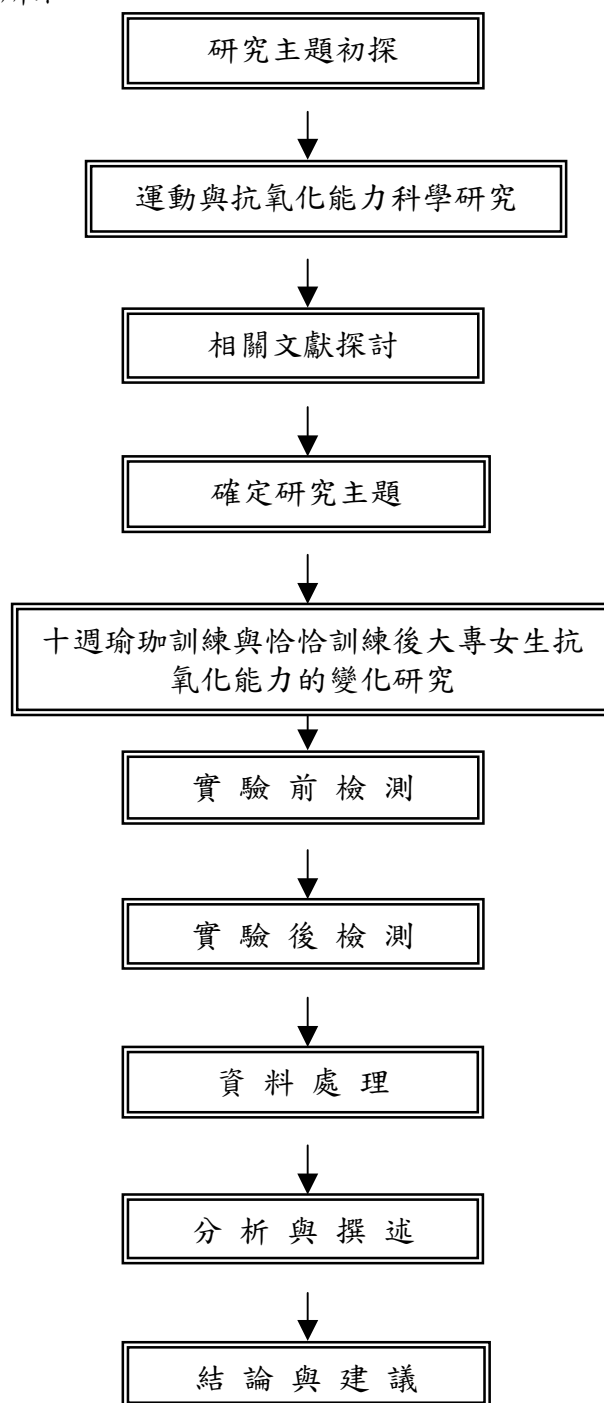 研究主題初探
運動與抗氧化能力科學研究
相關文獻探討
確定研究主題
十週瑜珈訓練與恰恰訓練後大專女生抗
氧化能力的變化研究
實 驗 前 檢 測
實 驗 後 檢 測
資 料 處 理
分 析 與 撰 述
結 論 與 建 議